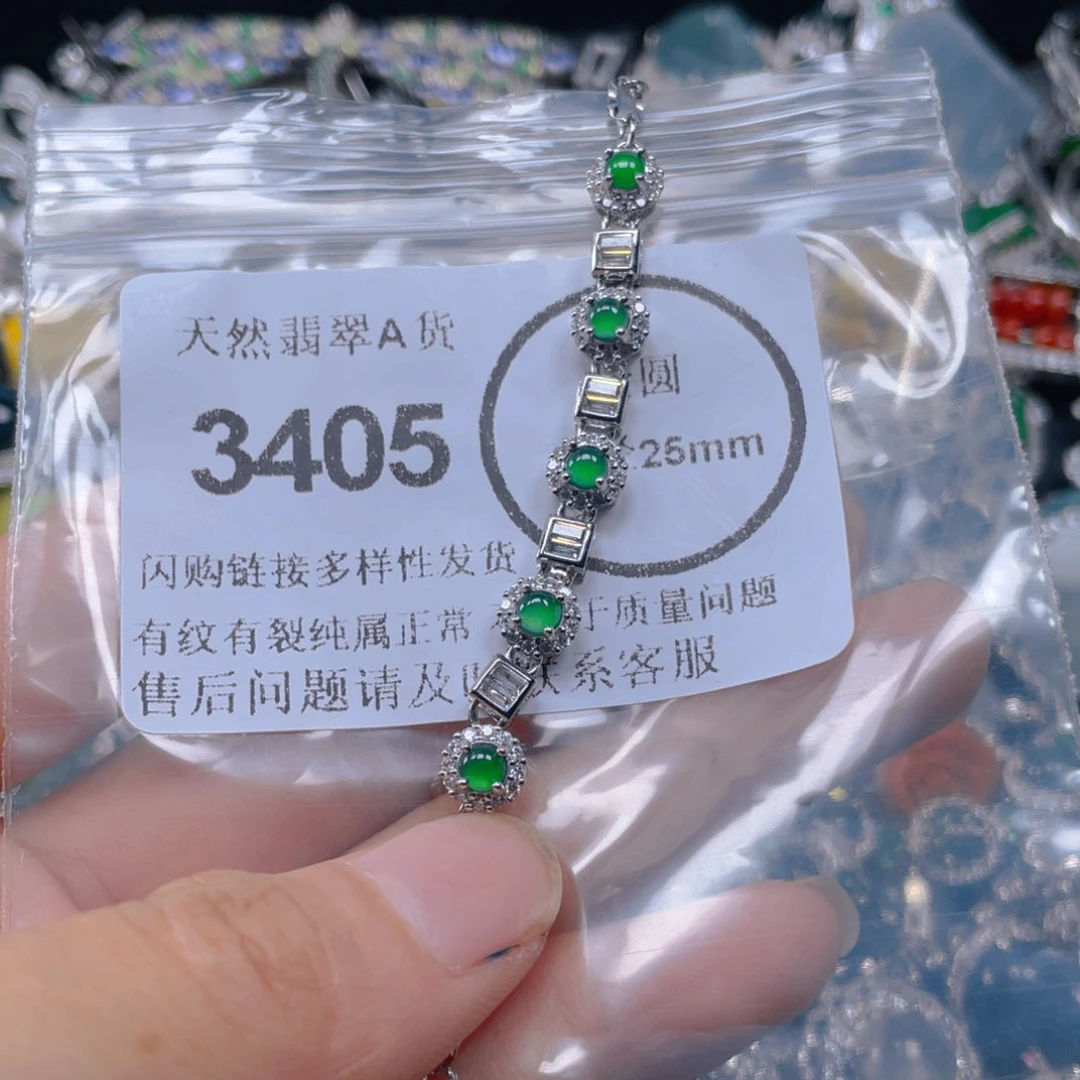 天然翡翠A货
3405
圆
25mm
闪购链接多样性发货
有纹有裂纯属正常 于质量问题
售后问题请及 联系客服